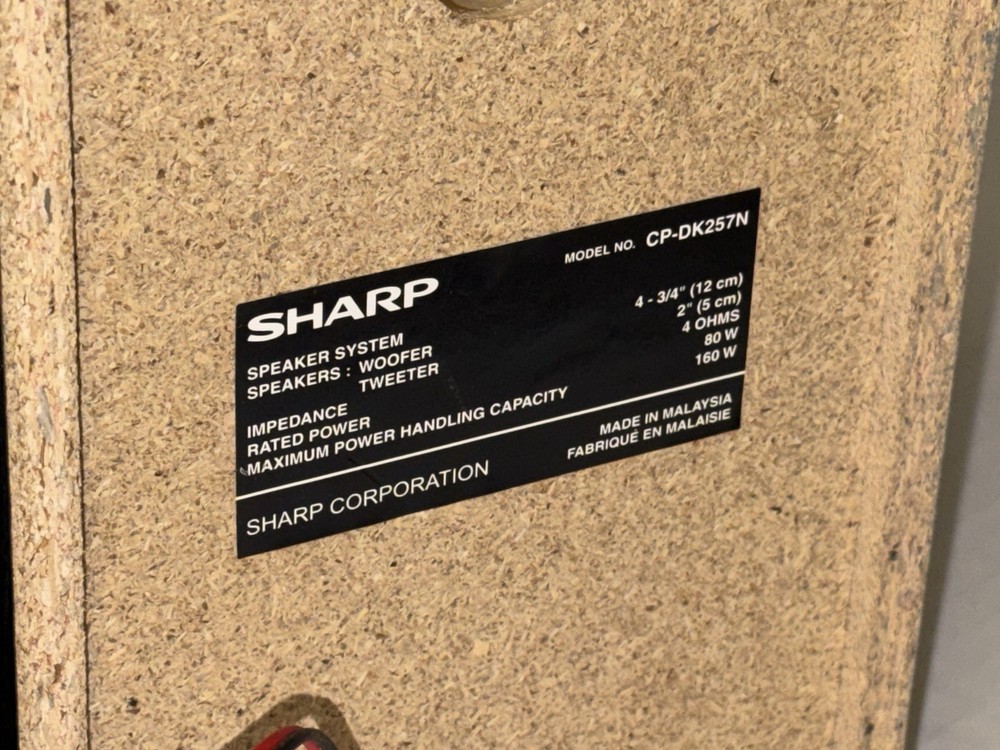 SHARP
MODEL NO. CP-DK257N
SPEAKER SYSTEM
SPEAKERS : WOOFER 4 - 3/4" (12 cm)
TWEETER 2" (5 cm)
IMPEDANCE 4 OHMS
RATED POWER 80 W
MAXIMUM POWER HANDLING CAPACITY 160 W
SHARP CORPORATION
MADE IN MALAYSIA
FABRIQUÉ EN MALAISIE